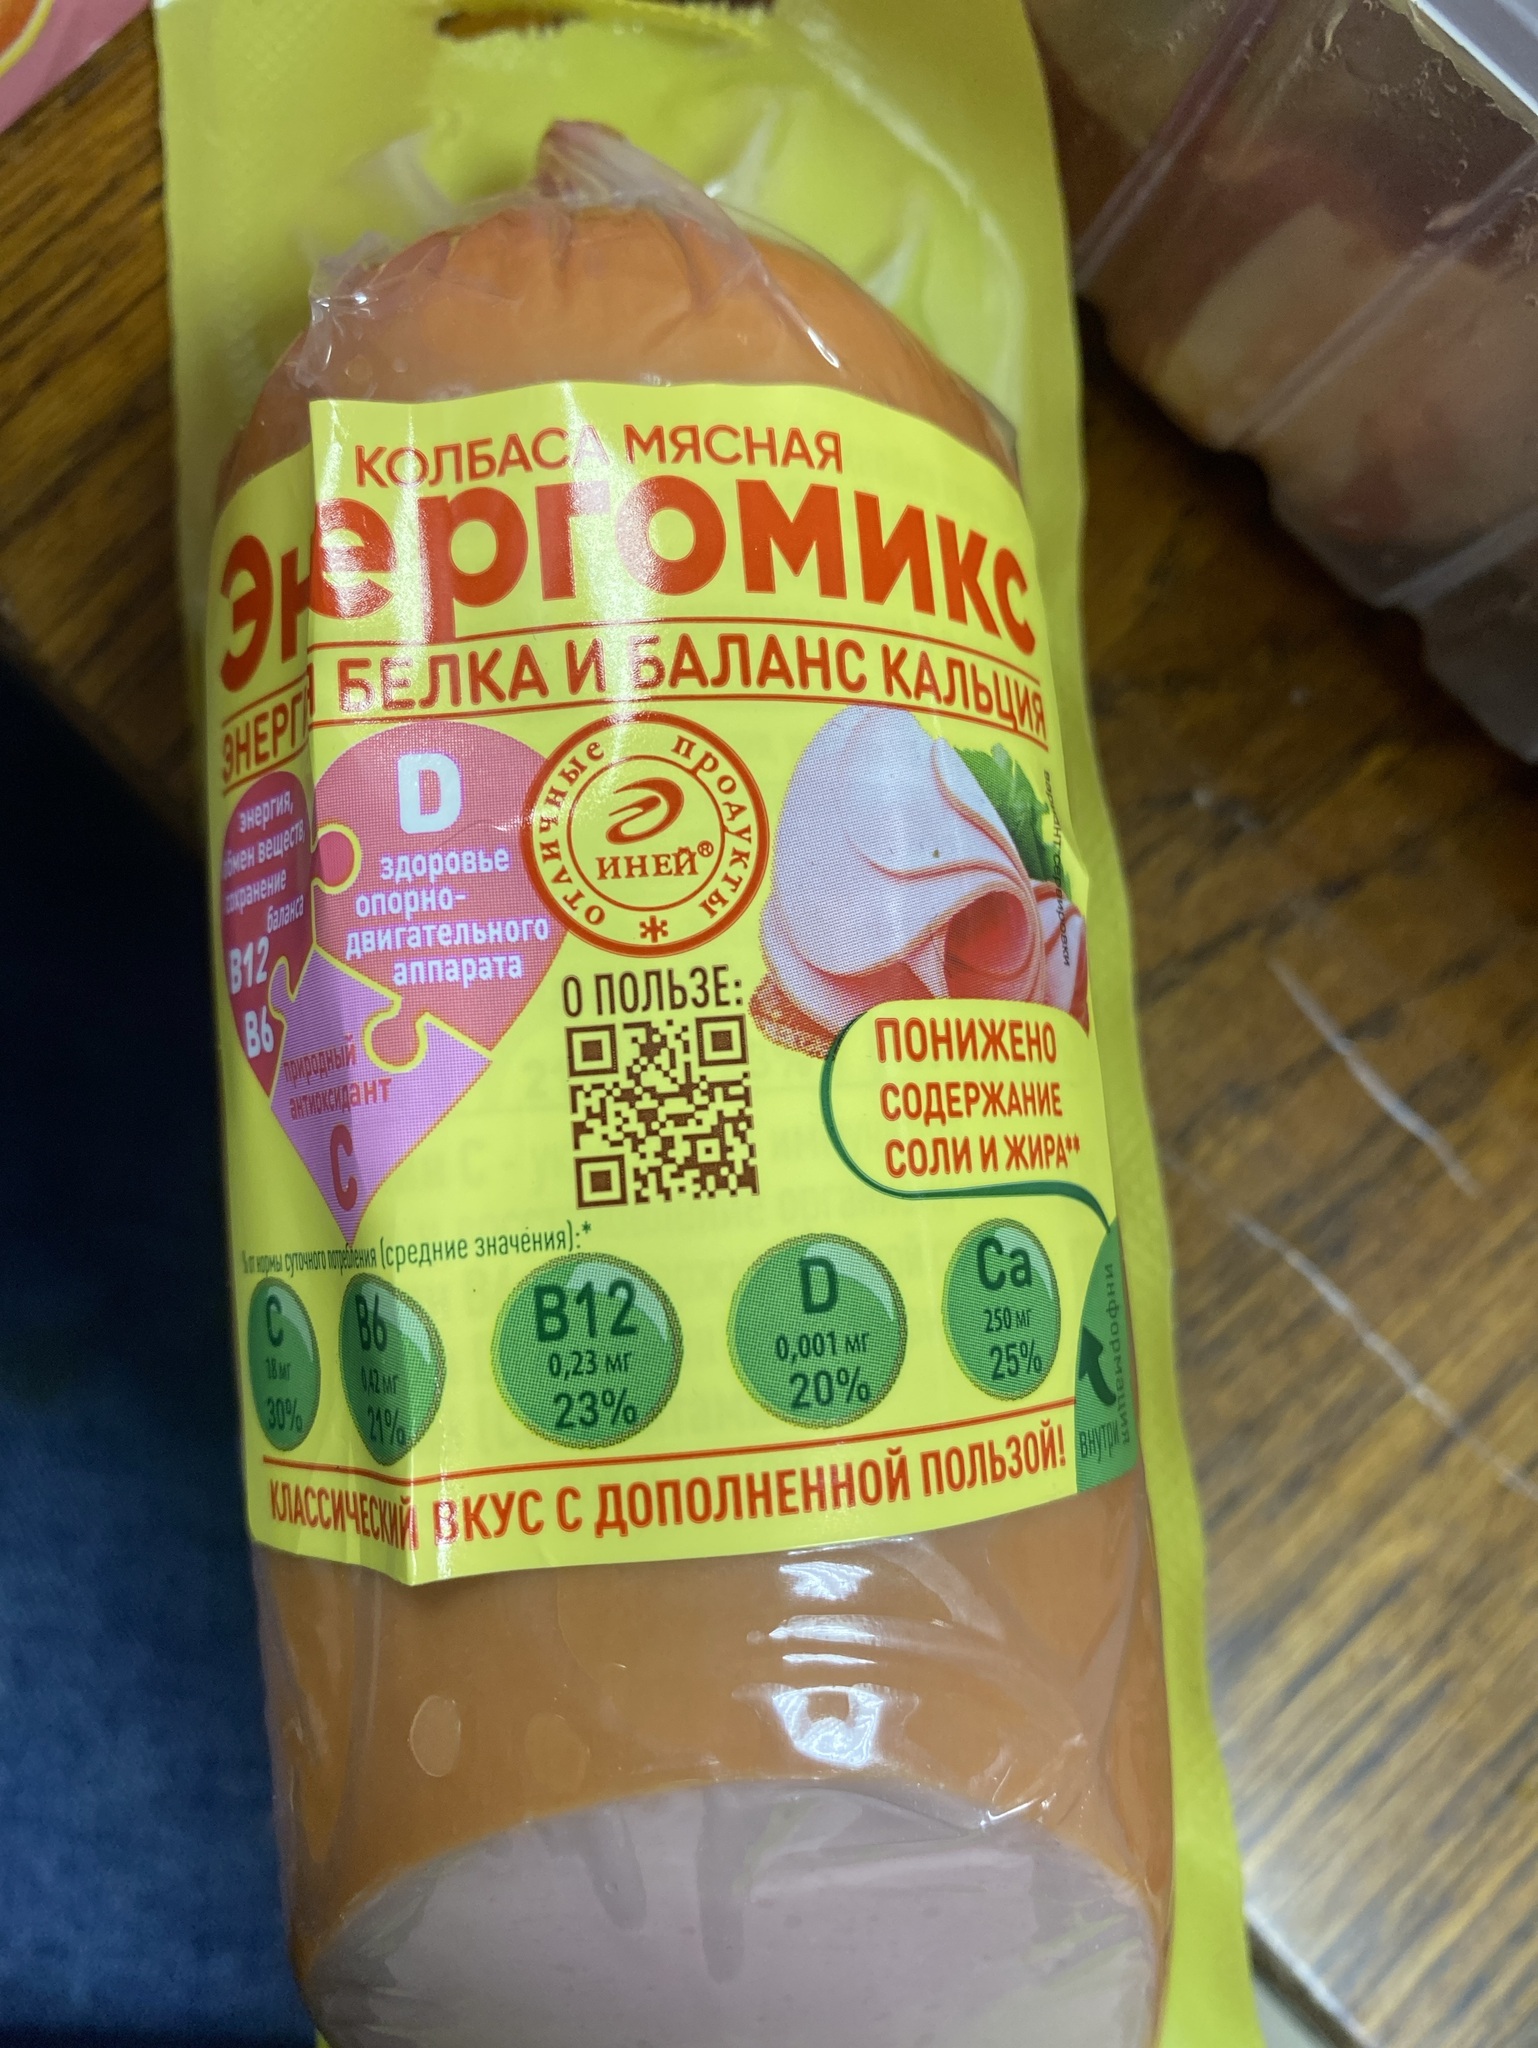 КОЛБАСА МЯСНАЯ
Энергомикс
ЭНЕРГИЯ БЕЛКА И БАЛАНС КАЛЬЦИЯ
энергия,
обмен веществ,
сохранение
баланса
B12
B6
D
здоровье
опорно-
двигательного
аппарата
природный
антиоксидант
C
ОТЛИЧНЫЕ ПРОДУКТЫ
ИНЕЙ®
О ПОЛЬЗЕ:
вариант сервировки
ПОНИЖЕНО
СОДЕРЖАНИЕ
СОЛИ И ЖИРА**
% от нормы суточного потребления (средние значения):*
C
18 мг
30%
B6
0,42 мг
21%
B12
0,23 мг
23%
D
0,001 мг
20%
Ca
250 мг
25%
информация
внутри
КЛАССИЧЕСКИЙ ВКУС С ДОПОЛНЕННОЙ ПОЛЬЗОЙ!